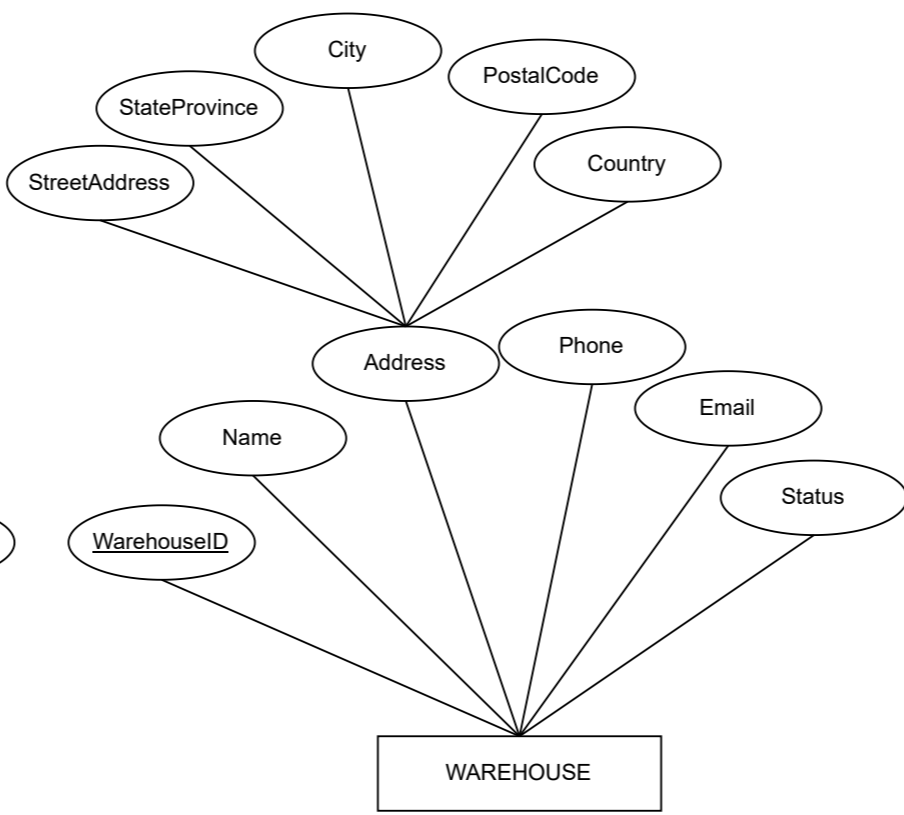 City
PostalCode
StateProvince
Country
StreetAddress
Phone
Address
Email
Name
Status
WarehouseID
WAREHOUSE